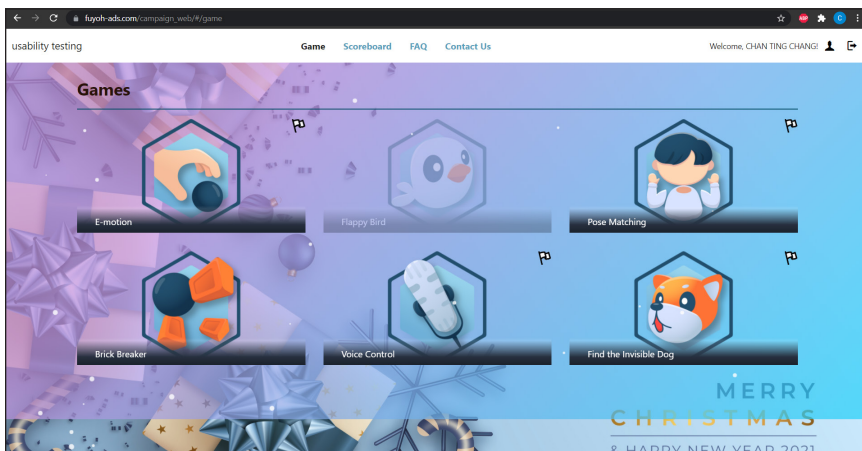 fuyoh-ads.com/campaign_web/#/game
ABP
C
usability testing
Game Scoreboard FAQ Contact Us
Welcome, CHAN TING CHANG!
Games
E-motion
Flappy Bird
Pose Matching
Brick Breaker
Voice Control
Find the Invisible Dog
MERRY
CHRISTMAS
& HAPPY NEW YEAR 2021